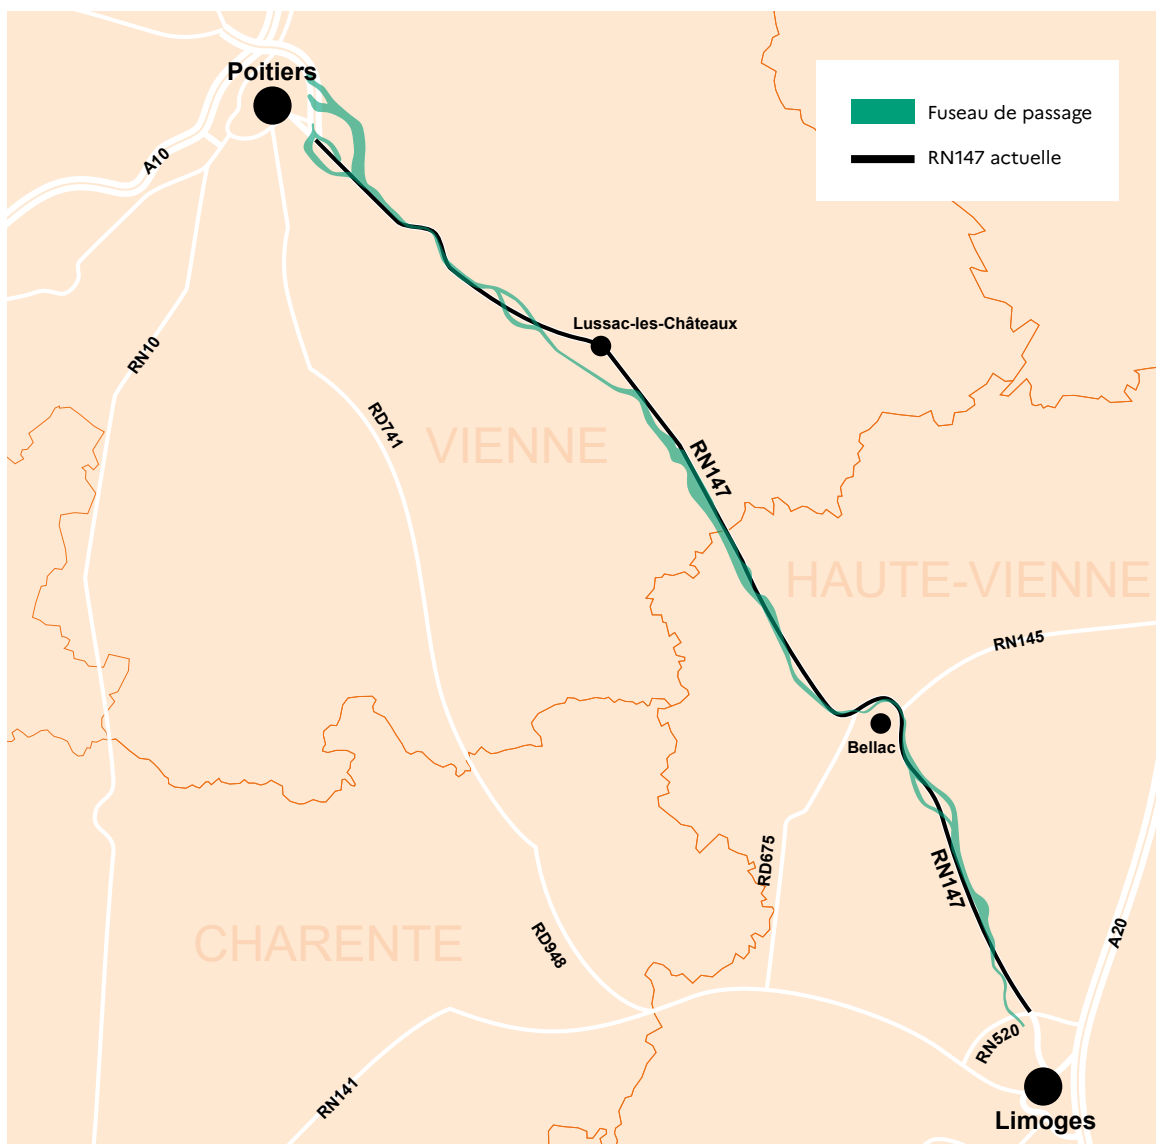 Poitiers
Fuseau de passage
RN147 actuelle
A10
Lussac-les-Châteaux
RN10
RD741
VIENNE
RN147
HAUTE-VIENNE
RN145
Bellac
RD675
RN147
CHARENTE
RD948
A20
RN520
RN141
Limoges